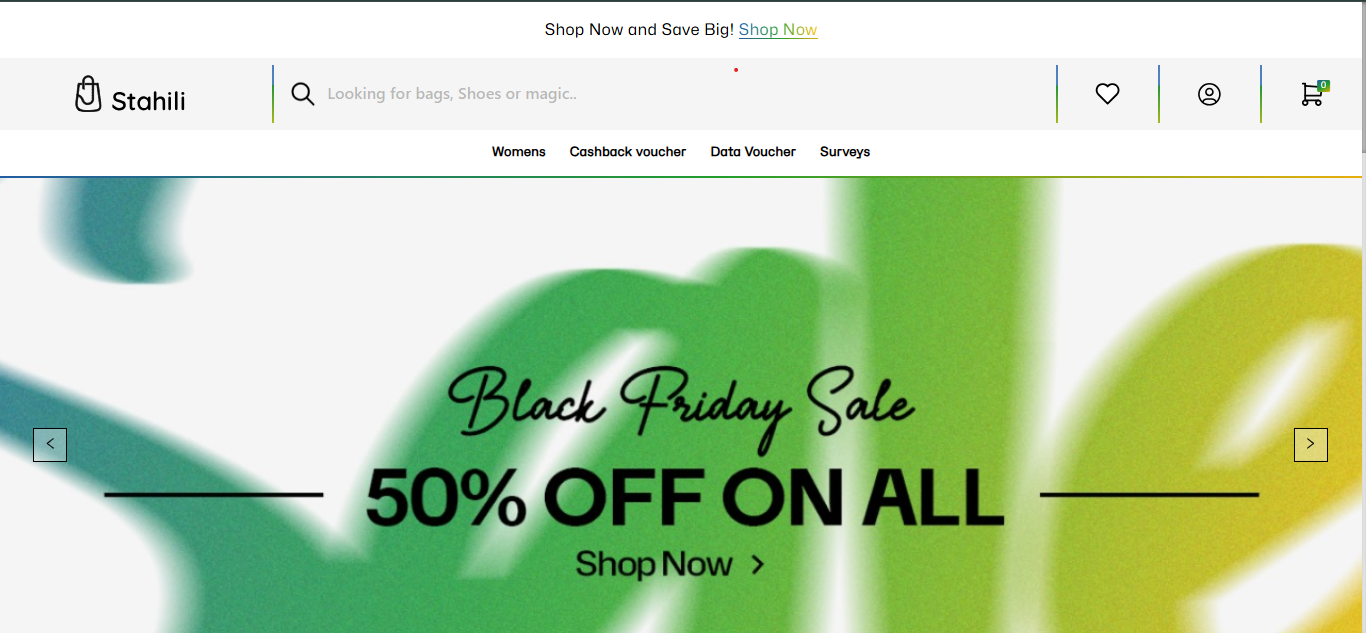 Shop Now and Save Big! Shop Now
Stahili
Looking for bags, Shoes or magic..
0
Womens Cashback voucher Data Voucher Surveys
Sale
Black Friday Sale
50% OFF ON ALL
Shop Now >